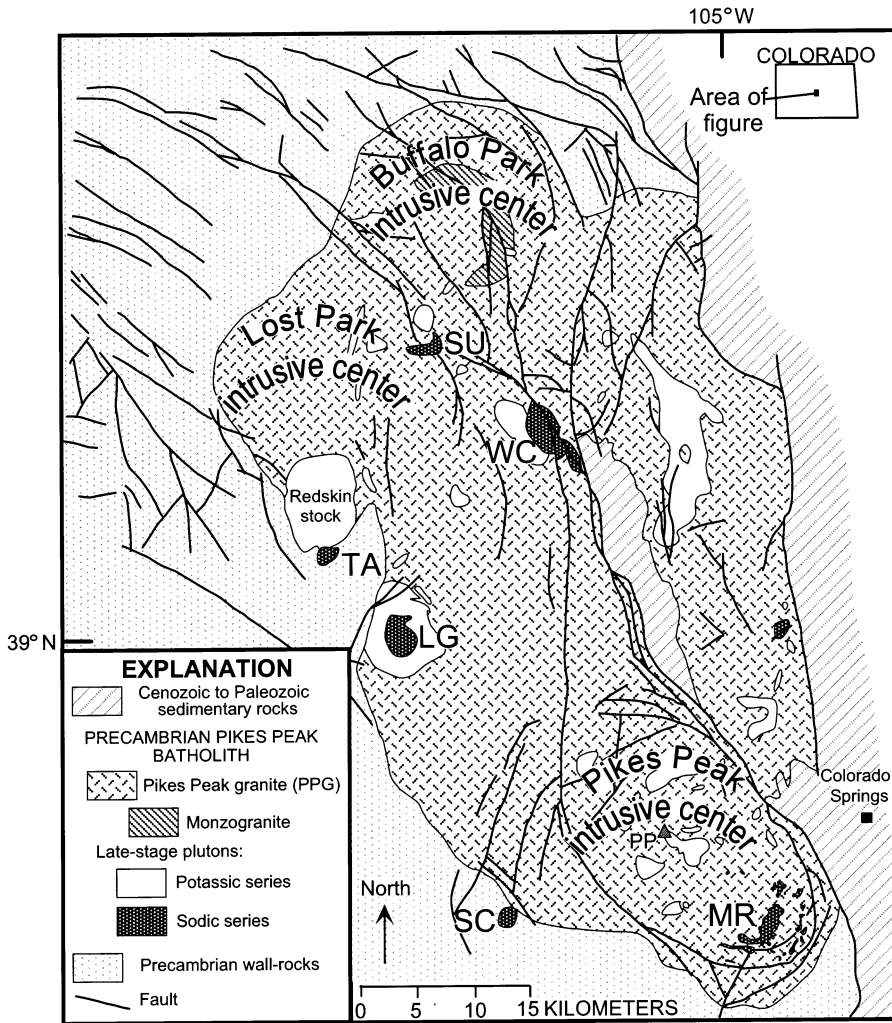 105° W
COLORADO
Area of
figure
Buffalo Park
intrusive center
Lost Park
intrusive center
SU
WC
Redskin
stock
TA
39° N
LG
EXPLANATION
Cenozoic to Paleozoic
sedimentary rocks
PRECAMBRIAN PIKES PEAK
BATHOLITH
Pikes Peak granite (PPG)
Monzogranite
Late-stage plutons:
Potassic series
Sodic series
Precambrian wall-rocks
Fault
Pikes Peak
intrusive center
PP
Colorado
Springs
North
SC
MR
0 5 10 15 KILOMETERS